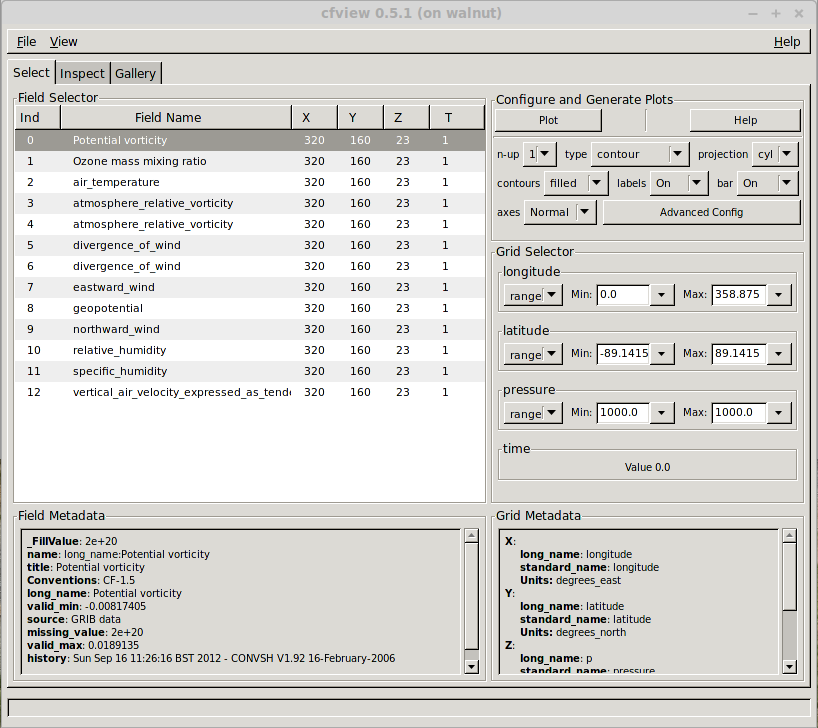 cfview 0.5.1 (on walnut)
File View Help
Select Inspect Gallery
Field Selector
Ind Field Name X Y Z T
0 Potential vorticity 320 160 23 1
1 Ozone mass mixing ratio 320 160 23 1
2 air_temperature 320 160 23 1
3 atmosphere_relative_vorticity 320 160 23 1
4 atmosphere_relative_vorticity 320 160 23 1
5 divergence_of_wind 320 160 23 1
6 divergence_of_wind 320 160 23 1
7 eastward_wind 320 160 23 1
8 geopotential 320 160 23 1
9 northward_wind 320 160 23 1
10 relative_humidity 320 160 23 1
11 specific_humidity 320 160 23 1
12 vertical_air_velocity_expressed_as_tende 320 160 23 1
Configure and Generate Plots
Plot Help
n-up 1 type contour projection cyl
contours filled labels On bar On
axes Normal Advanced Config
Grid Selector
longitude
range Min: 0.0 Max: 358.875
latitude
range Min: -89.1415 Max: 89.1415
pressure
range Min: 1000.0 Max: 1000.0
time
Value 0.0
Field Metadata
_FillValue: 2e+20
name: long_name:Potential vorticity
title: Potential vorticity
Conventions: CF-1.5
long_name: Potential vorticity
valid_min: -0.00817405
source: GRIB data
missing_value: 2e+20
valid_max: 0.0189135
history: Sun Sep 16 11:26:16 BST 2012 - CONVSH V1.92 16-February-2006
Grid Metadata
X:
long_name: longitude
standard_name: longitude
Units: degrees_east
Y:
long_name: latitude
standard_name: latitude
Units: degrees_north
Z:
long_name: p
standard_name: pressure